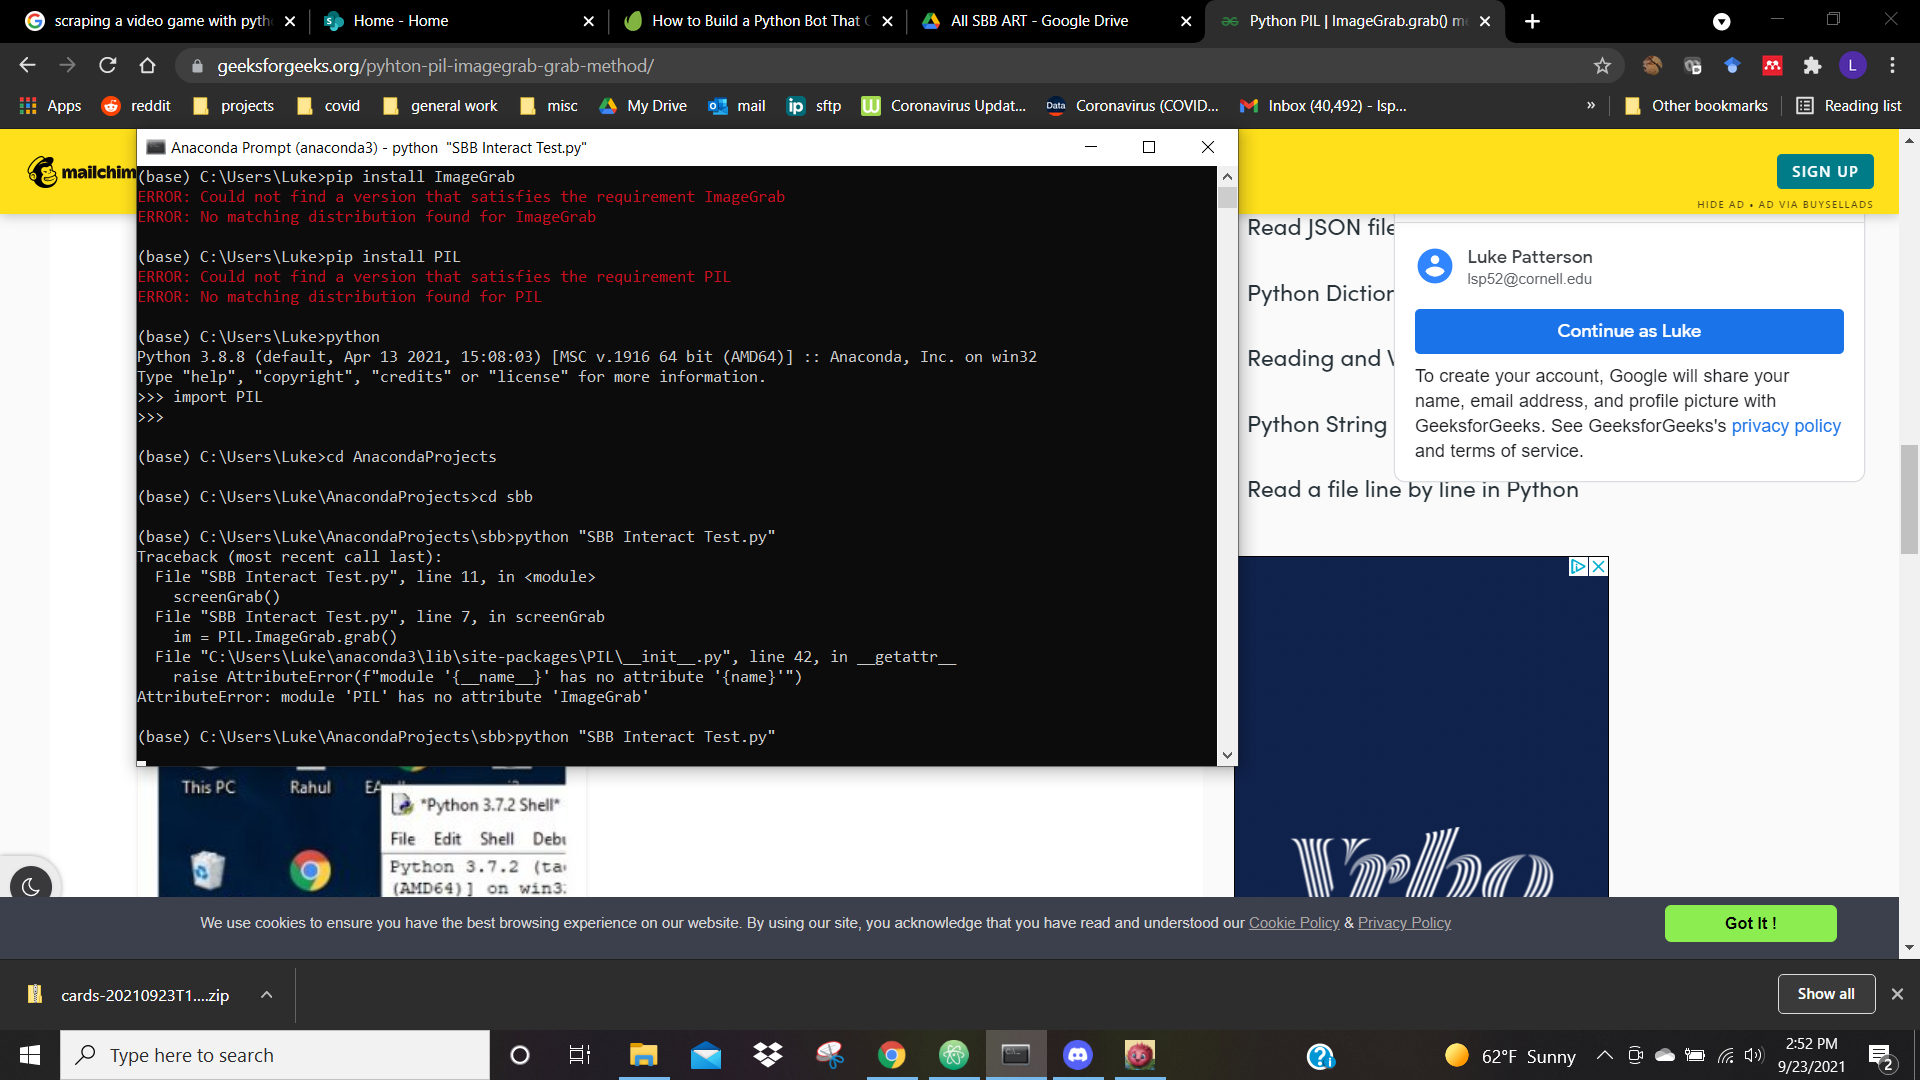 scraping a video game with pyth
Home - Home
How to Build a Python Bot That C
All SBB ART - Google Drive
Python PIL | ImageGrab.grab() me
geeksforgeeks.org/pyhton-pil-imagegrab-grab-method/
L
Apps
reddit
projects
covid
general work
misc
My Drive
mail
ip
sftp
Coronavirus Updat...
Data
Coronavirus (COVID...
Inbox (40,492) - lsp...
»
Other bookmarks
Reading list
mailchim
SIGN UP
HIDE AD • AD VIA BUYSELLADS
Anaconda Prompt (anaconda3) - python "SBB Interact Test.py"
(base) C:\Users\Luke>pip install ImageGrab
ERROR: Could not find a version that satisfies the requirement ImageGrab
ERROR: No matching distribution found for ImageGrab
(base) C:\Users\Luke>pip install PIL
ERROR: Could not find a version that satisfies the requirement PIL
ERROR: No matching distribution found for PIL
(base) C:\Users\Luke>python
Python 3.8.8 (default, Apr 13 2021, 15:08:03) [MSC v.1916 64 bit (AMD64)] :: Anaconda, Inc. on win32
Type "help", "copyright", "credits" or "license" for more information.
>>> import PIL
>>>
(base) C:\Users\Luke>cd AnacondaProjects
(base) C:\Users\Luke\AnacondaProjects>cd sbb
(base) C:\Users\Luke\AnacondaProjects\sbb>python "SBB Interact Test.py"
Traceback (most recent call last):
File "SBB Interact Test.py", line 11, in <module>
screenGrab()
File "SBB Interact Test.py", line 7, in screenGrab
im = PIL.ImageGrab.grab()
File "C:\Users\Luke\anaconda3\lib\site-packages\PIL\__init__.py", line 42, in __getattr__
raise AttributeError(f"module '{__name__}' has no attribute '{name}'")
AttributeError: module 'PIL' has no attribute 'ImageGrab'
(base) C:\Users\Luke\AnacondaProjects\sbb>python "SBB Interact Test.py"
Read JSON file
Python Diction
Reading and W
Python String
Read a file line by line in Python
Luke Patterson
lsp52@cornell.edu
Continue as Luke
To create your account, Google will share your
name, email address, and profile picture with
GeeksforGeeks. See GeeksforGeeks's privacy policy
and terms of service.
This PC
Rahul
EA
*Python 3.7.2 Shell*
File Edit Shell Debu
Python 3.7.2 (ta
(AMD64)] on win3
Vrbo
We use cookies to ensure you have the best browsing experience on our website. By using our site, you acknowledge that you have read and understood our Cookie Policy & Privacy Policy
Got It !
cards-20210923T1....zip
Show all
Type here to search
62°F Sunny
2:52 PM
9/23/2021
2